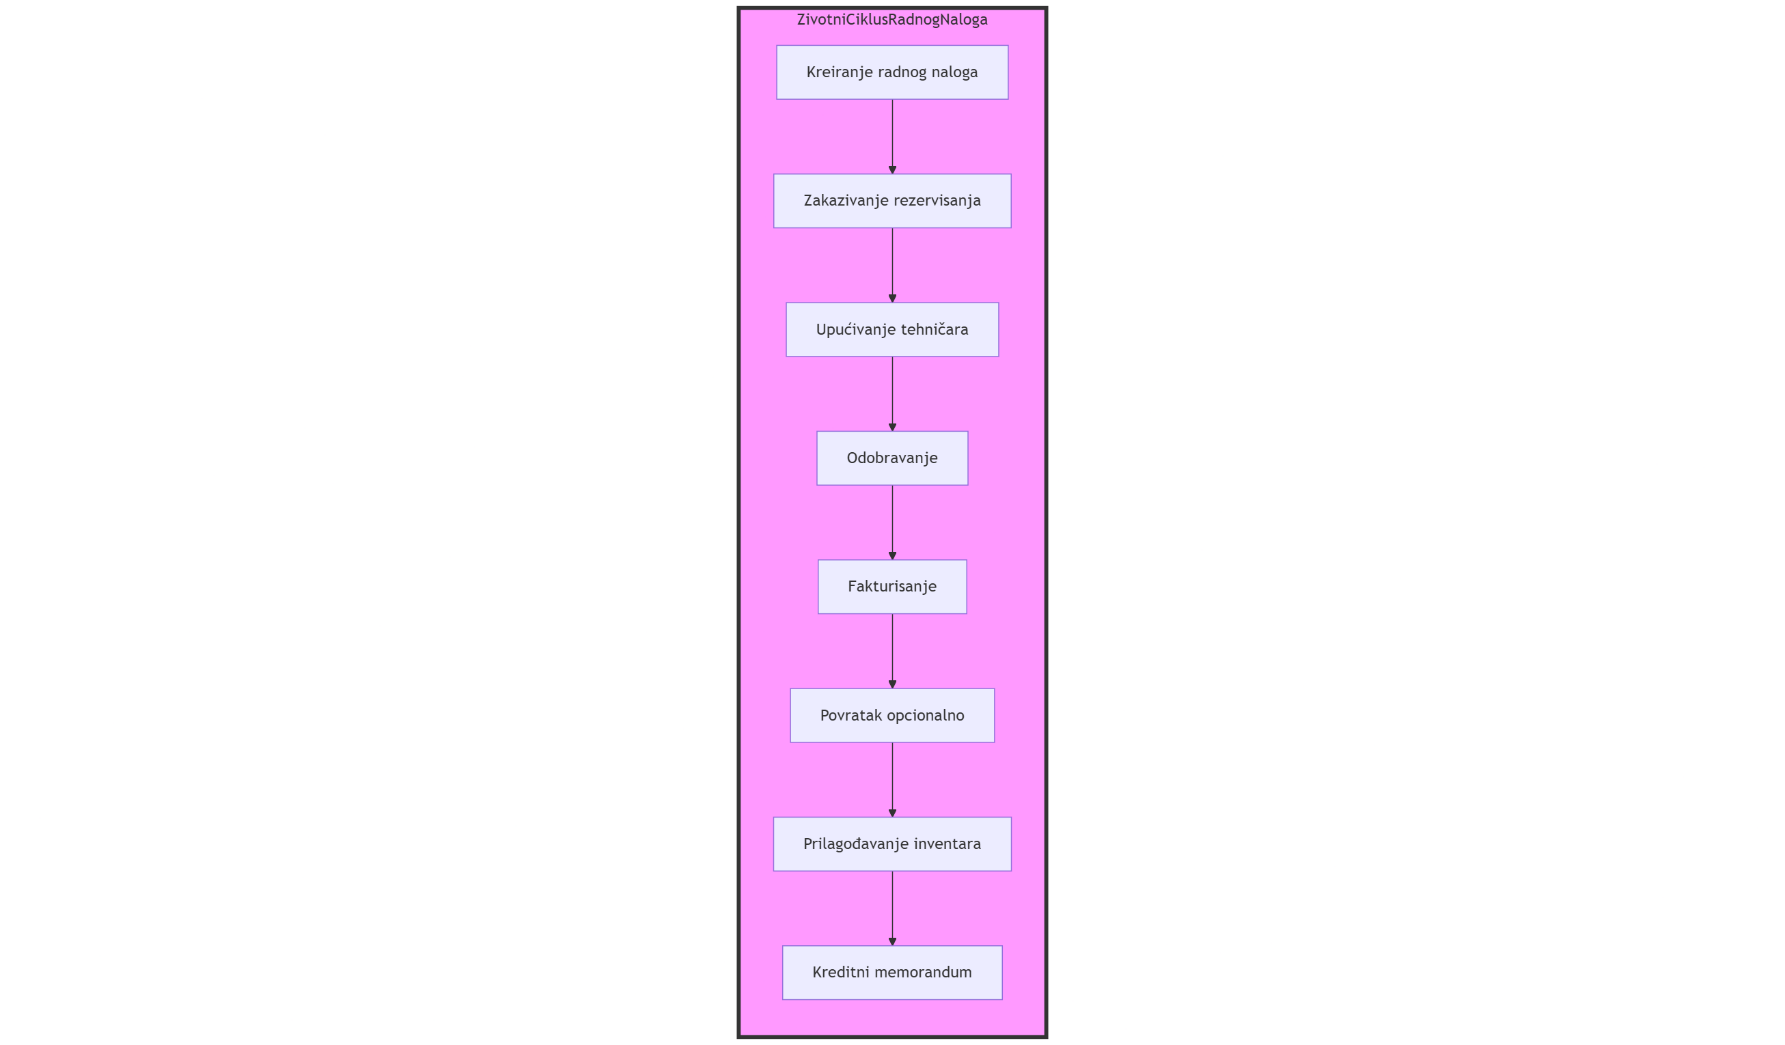 ZivotniCiklusRadnogNaloga
Kreiranje radnog naloga
Zakazivanje rezervisanja
Upućivanje tehničara
Odobravanje
Fakturisanje
Povratak opcionalno
Prilagođavanje inventara
Kreditni memorandum